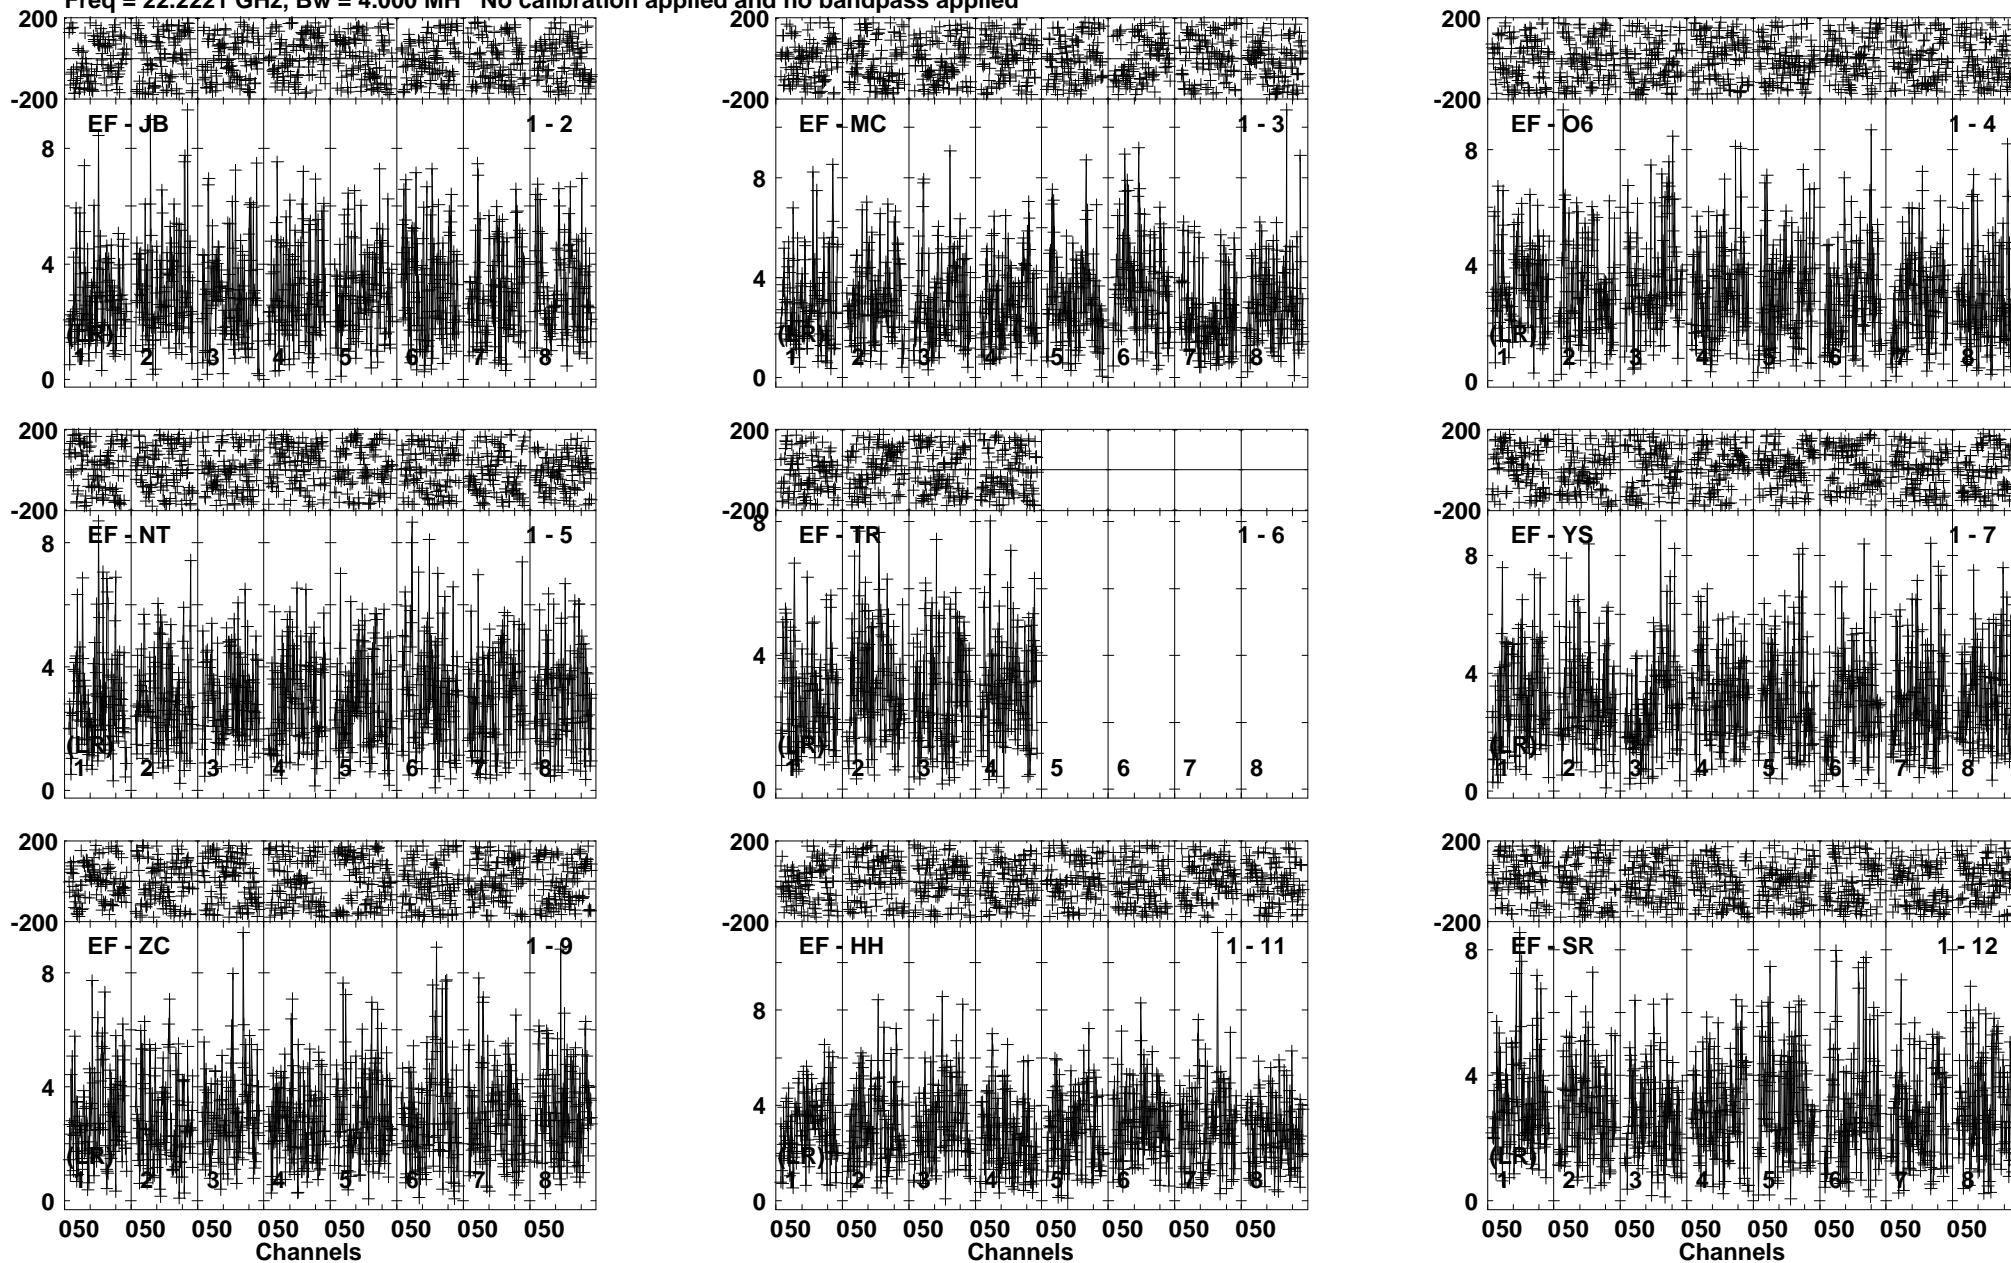 Freq = 22.2221 GHz, Bw = 4.000 MH No calibration applied and no bandpass applied
200 200 200
-200 -200 -200
EF - JB 1 - 2 EF - MC 1 - 3 EF - O6 1 - 4
8 8 8
4 4 4
(LR) (LR) (LR)
1 2 3 4 5 6 7 8 1 2 3 4 5 6 7 8 1 2 3 4 5 6 7 8
0 0 0
200 200 200
-200 -200 -200
EF - NT 1 - 5 EF - TR 1 - 6 EF - YS 1 - 7
8 8 8
4 4 4
(LR) (LR) (LR)
1 2 3 4 5 6 7 8 1 2 3 4 5 6 7 8 1 2 3 4 5 6 7 8
0 0 0
200 200 200
-200 -200 -200
EF - ZC 1 - 9 EF - HH 1 - 11 EF - SR 1 - 12
8 8 8
4 4 4
(LR) (LR) (LR)
1 2 3 4 5 6 7 8 1 2 3 4 5 6 7 8 1 2 3 4 5 6 7 8
0 0 0
050 050 050 050 050 050 050 050 050 050 050 050 050 050 050 050 050 050 050 050 050 050 050 050
Channels Channels Channels